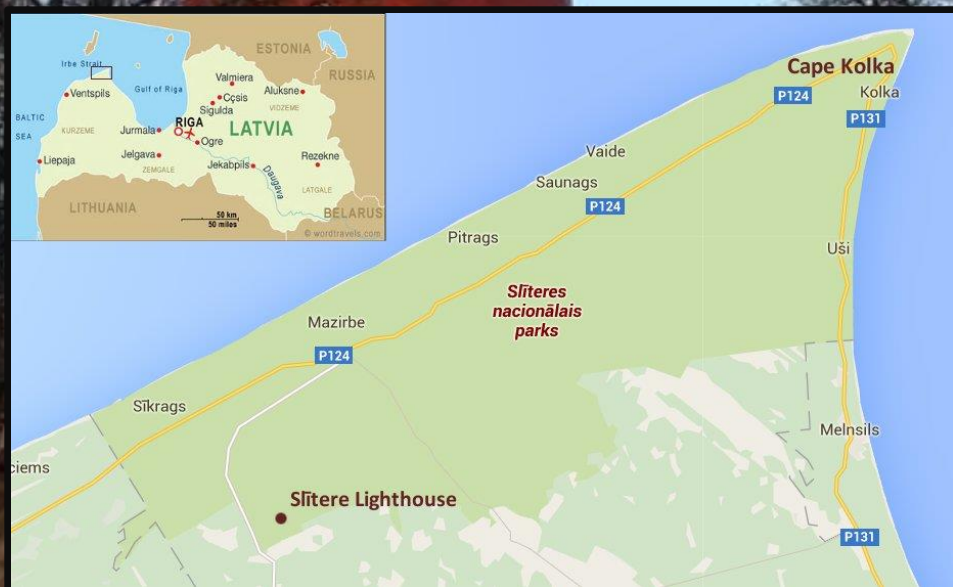 ESTONIA
RUSSIA
Irbe Strait
Valmiera
Aluksne
Ventspils
Gulf of Riga
Cçsis
Sigulda
VIDZEME
BALTIC
SEA
KURZEME
RIGA
Jurmala
LATVIA
Ogre
Jelgava
Jekabpils
Rezekne
Liepaja
ZEMGALE
Daugava
LATGALE
LITHUANIA
50 km
50 miles
BELARUS
© wordtravels.com
Cape Kolka
P124
Kolka
P131
Vaide
Saunags
P124
Pitrags
Uši
Slīteres
nacionālais
parks
Mazirbe
P124
Sīkrags
Melnsils
ciems
Slītere Lighthouse
P131